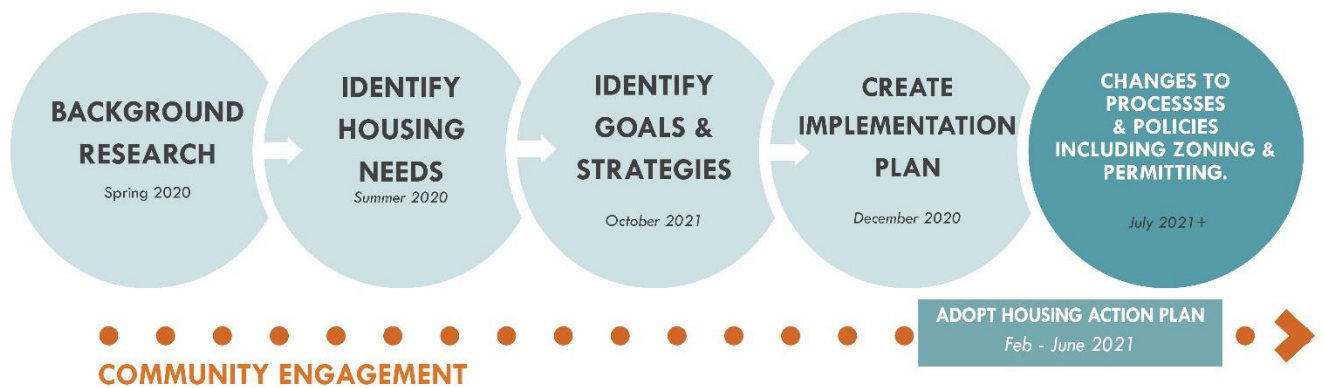 BACKGROUND
RESEARCH
Spring 2020
IDENTIFY
HOUSING
NEEDS
Summer 2020
IDENTIFY
GOALS &
STRATEGIES
October 2021
CREATE
IMPLEMENTATION
PLAN
December 2020
CHANGES TO
PROCESSSES
& POLICIES
INCLUDING ZONING &
PERMITTING.
July 2021+
ADOPT HOUSING ACTION PLAN
Feb - June 2021
COMMUNITY ENGAGEMENT